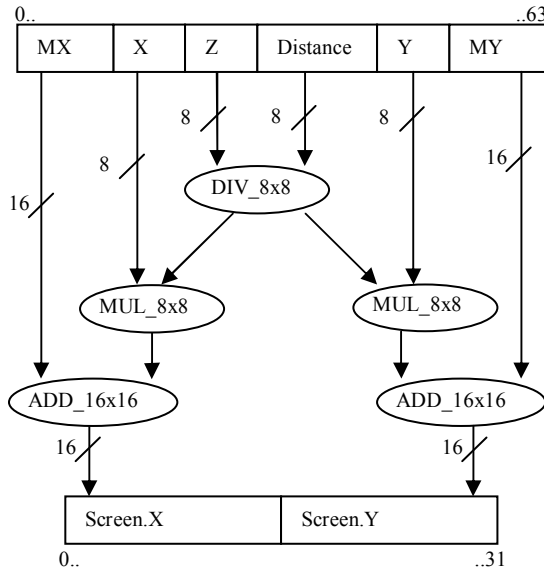 0.. ..63
MX X Z Distance Y MY
8 8 8
8 16
16
DIV_8x8
MUL_8x8 MUL_8x8
ADD_16x16 ADD_16x16
16 16
Screen.X Screen.Y
0.. ..31